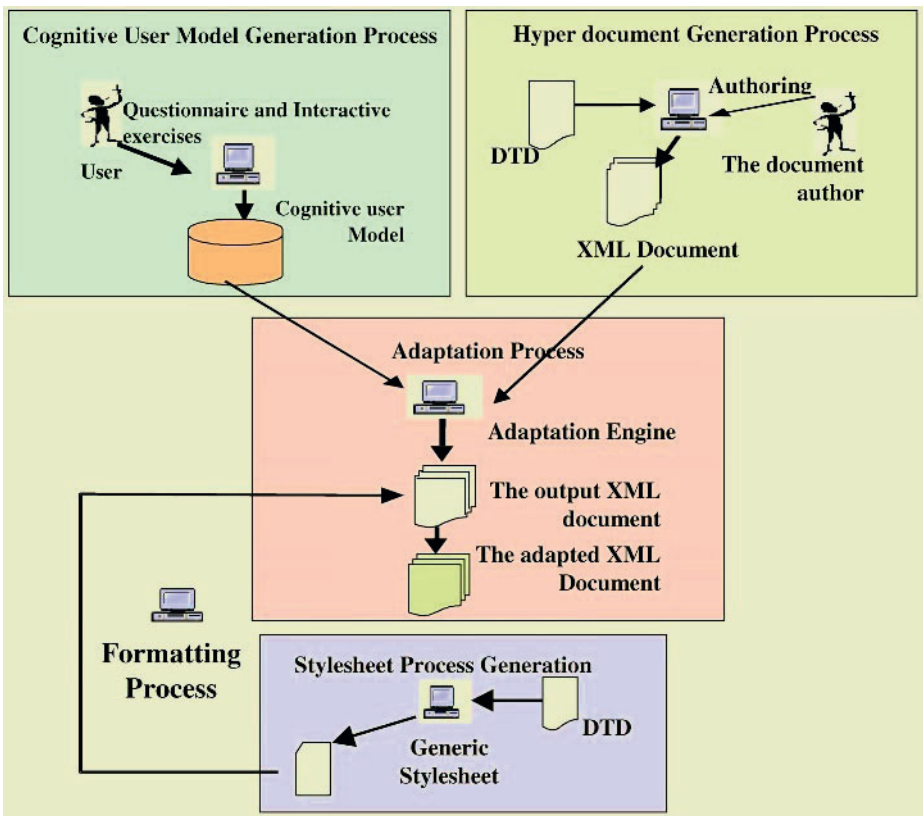 Cognitive User Model Generation Process
Questionnaire and Interactive
exercises
User
Cognitive user
Model
Hyper document Generation Process
Authoring
DTD
The document
author
XML Document
Adaptation Process
Adaptation Engine
The output XML
document
The adapted XML
Document
Formatting
Process
Stylesheet Process Generation
DTD
Generic
Stylesheet